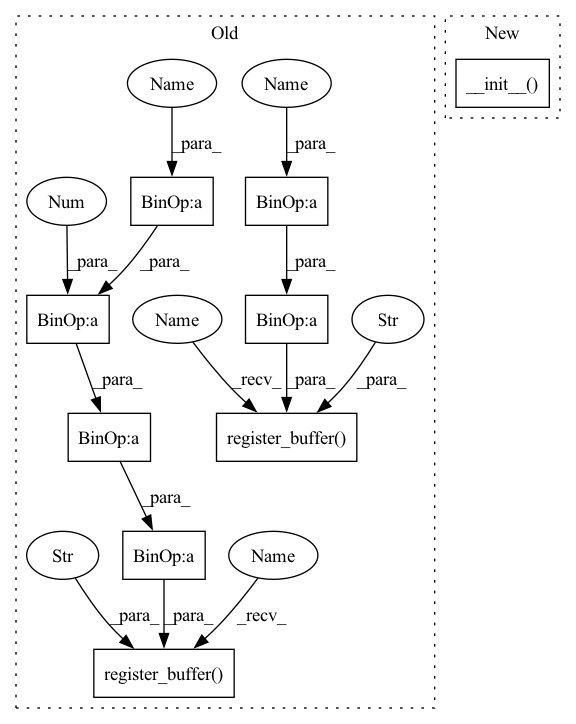 Old
New
Name
Name
__init__()
_para_
_para_
Num
BinOp:a
BinOp:a
_para_
_para_
_para_
BinOp:a
Name
BinOp:a
Str
_para_
_recv_
_para_
_para_
BinOp:a
register_buffer()
_para_
Str
BinOp:a
Name
_para_
_para_
_recv_
register_buffer()